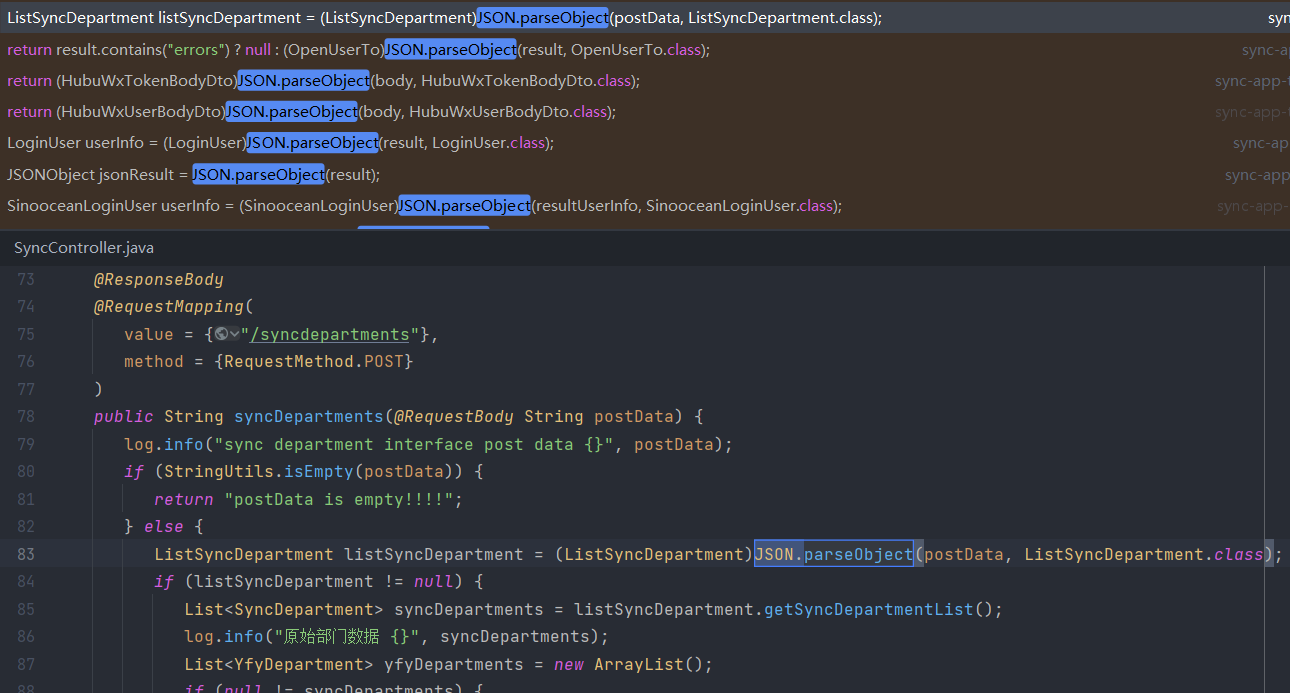 ListSyncDepartment listSyncDepartment = (ListSyncDepartment)JSON.parseObject(postData, ListSyncDepartment.class); syn
return result.contains("errors") ? null : (OpenUserTo)JSON.parseObject(result, OpenUserTo.class); sync-ap
return (HubuWxTokenBodyDto)JSON.parseObject(body, HubuWxTokenBodyDto.class); sync-app-t
return (HubuWxUserBodyDto)JSON.parseObject(body, HubuWxUserBodyDto.class); sync-app-t
LoginUser userInfo = (LoginUser)JSON.parseObject(result, LoginUser.class); sync-ap
JSONObject jsonResult = JSON.parseObject(result); sync-app
SinooceanLoginUser userInfo = (SinooceanLoginUser)JSON.parseObject(resultUserInfo, SinooceanLoginUser.class); sync-app-
SyncController.java
73 @ResponseBody
74 @RequestMapping(
75 value = {"/syncdepartments"},
76 method = {RequestMethod.POST}
77 )
78 public String syncDepartments(@RequestBody String postData) {
79 log.info("sync department interface post data {}", postData);
80 if (StringUtils.isEmpty(postData)) {
81 return "postData is empty!!!!";
82 } else {
83 ListSyncDepartment listSyncDepartment = (ListSyncDepartment)JSON.parseObject(postData, ListSyncDepartment.class);
84 if (listSyncDepartment != null) {
85 List<SyncDepartment> syncDepartments = listSyncDepartment.getSyncDepartmentList();
86 log.info("原始部门数据 {}", syncDepartments);
87 List<YfyDepartment> yfyDepartments = new ArrayList();
88 if (null != syncDepartments) {